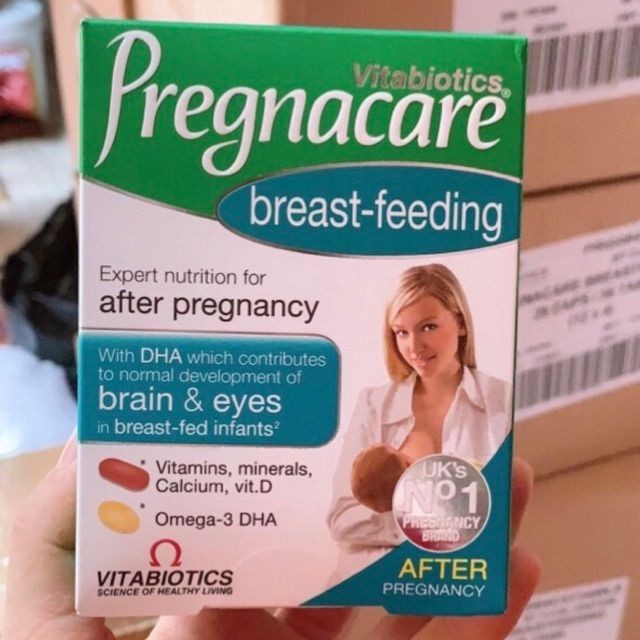 Vitabiotics®
Pregnacare
breast-feeding
Expert nutrition for
after pregnancy
With DHA which contributes
to normal development of
brain & eyes
in breast-fed infants²
* Vitamins, minerals,
Calcium, vit.D
* Omega-3 DHA
UK's
No1
PREGNANCY
BRAND
VITABIOTICS
SCIENCE OF HEALTHY LIVING
AFTER
PREGNANCY